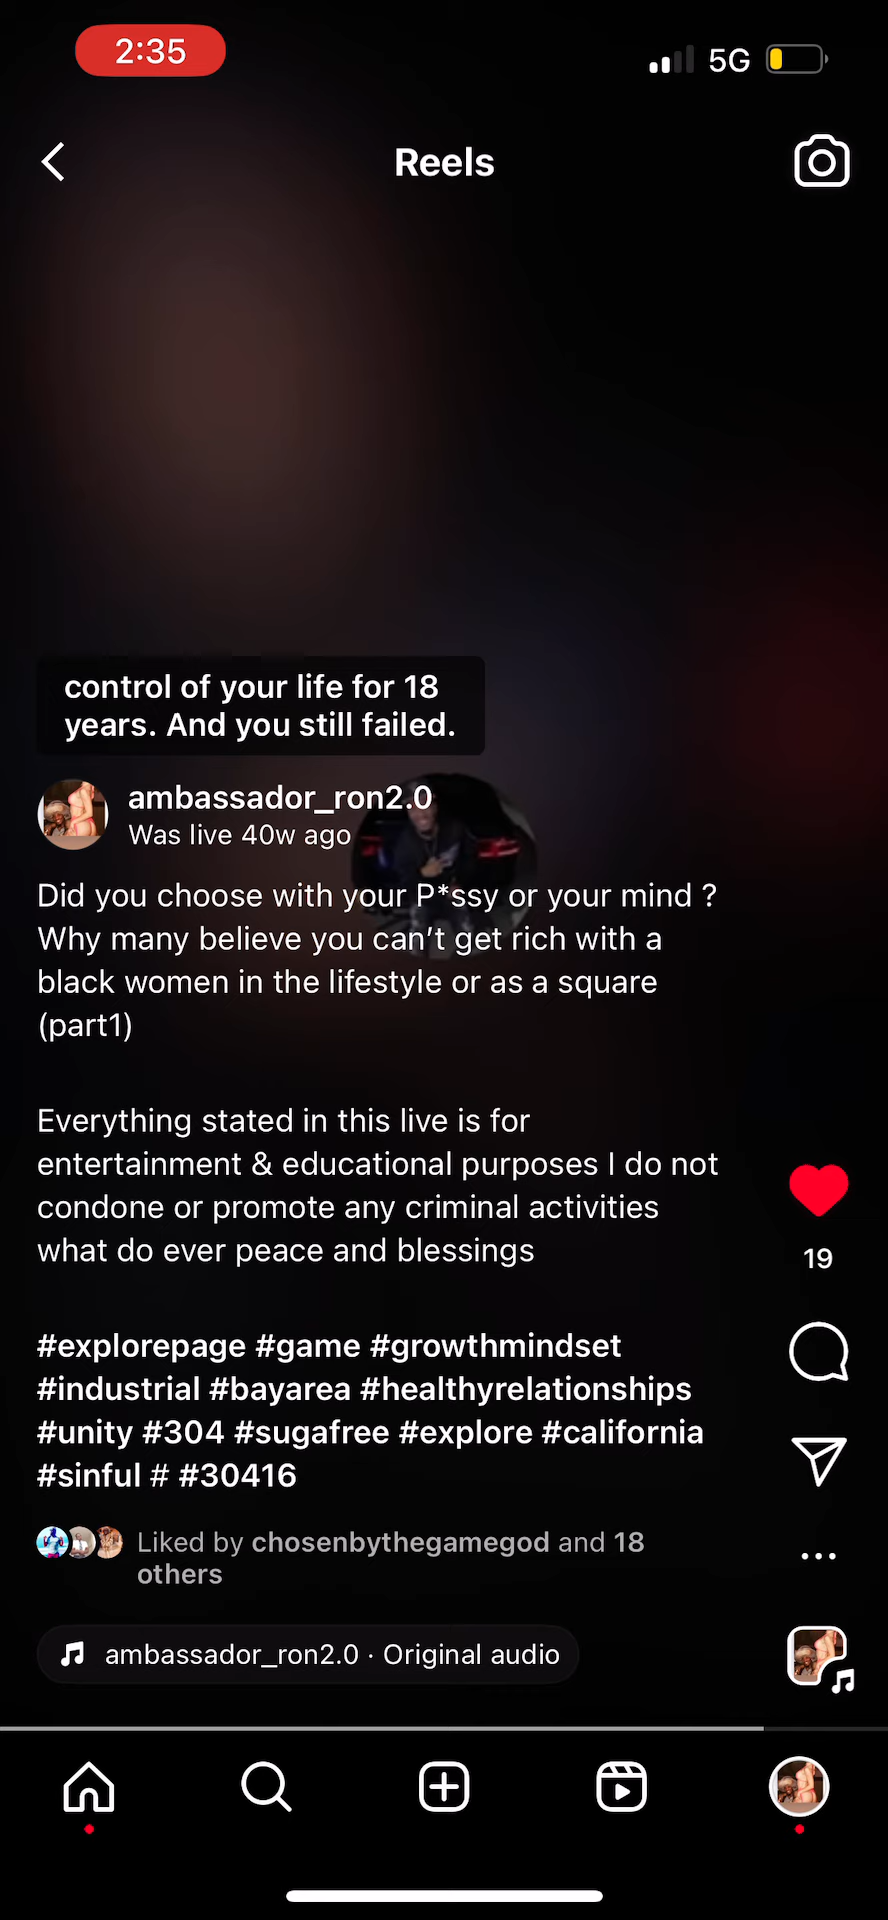 2:35
5G
Reels
control of your life for 18
years. And you still failed.
ambassador_ron2.0
Was live 40w ago
Did you choose with your P*ssy or your mind ?
Why many believe you can’t get rich with a
black women in the lifestyle or as a square
(part1)
Everything stated in this live is for
entertainment & educational purposes I do not
condone or promote any criminal activities
what do ever peace and blessings
#explorepage #game #growthmindset
#industrial #bayarea #healthyrelationships
#unity #304 #sugafree #explore #california
#sinful # #30416
19
Liked by chosenbythegamegod and 18
others
ambassador_ron2.0 · Original audio